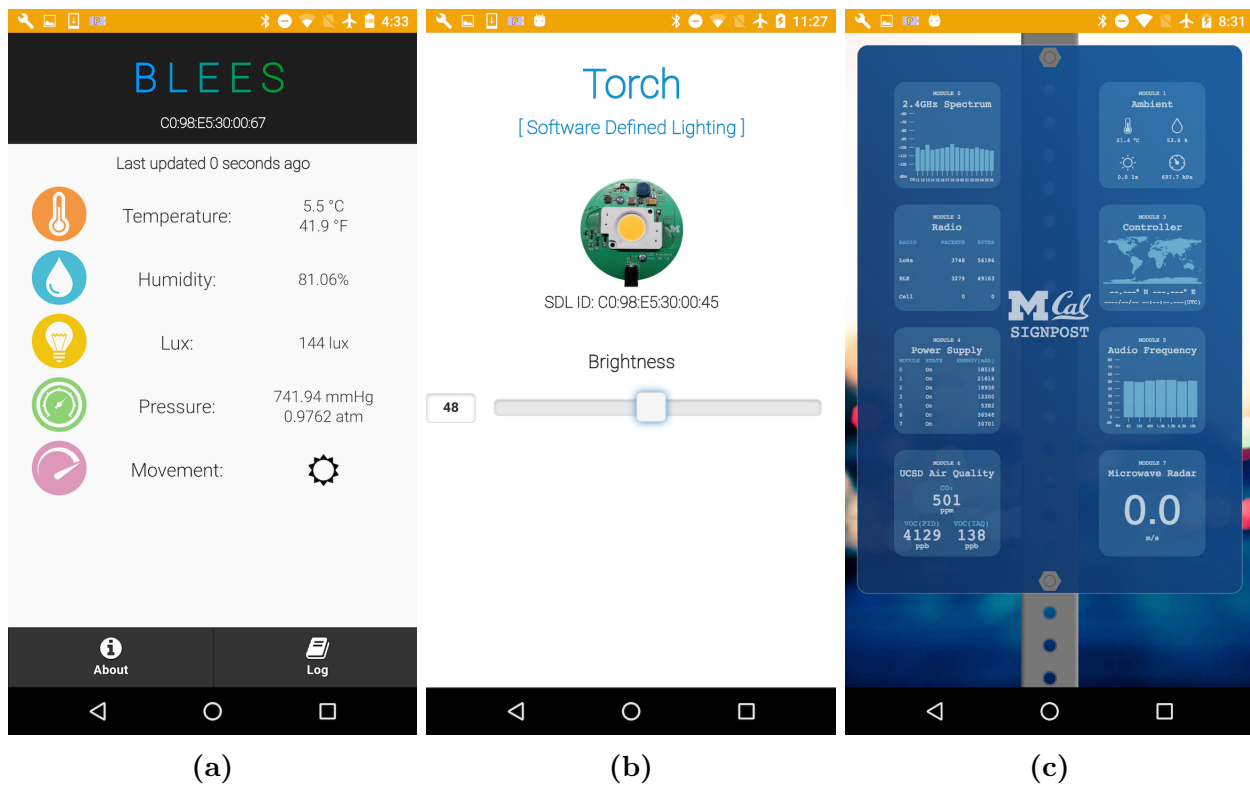 4:33
BLEES
C0:98:E5:30:00:67
Last updated 0 seconds ago
Temperature:
5.5 °C
41.9 °F
Humidity:
81.06%
Lux:
144 lux
Pressure:
741.94 mmHg
0.9762 atm
Movement:
About
Log
(a)
11:27
Torch
[ Software Defined Lighting ]
SDL ID: C0:98:E5:30:00:45
Brightness
48
(b)
8:31
MODULE 0
2.4GHz Spectrum
MODULE 1
Ambient
21.4 °C
53.6 %
0.0 lx
697.7 hPa
MODULE 2
Radio
RADIO PACKETS BYTES
LoRa 3748 56196
BLE 3279 49163
Cell 0 0
MODULE 3
Controller
--.---° N ---.---° E
----/--/-- --:--:--.---(UTC)
M Cal
SIGNPOST
MODULE 4
Power Supply
MODULE STATE ENERGY(mAh)
0 On 18518
1 On 21614
2 On 18938
3 On 12200
5 On 5382
6 On 36548
7 On 30701
MODULE 5
Audio Frequency
MODULE 6
UCSD Air Quality
CO₂
501
ppm
VOC(PID) VOC(IAQ)
4129 138
ppb ppb
MODULE 7
Microwave Radar
0.0
m/s
(c)